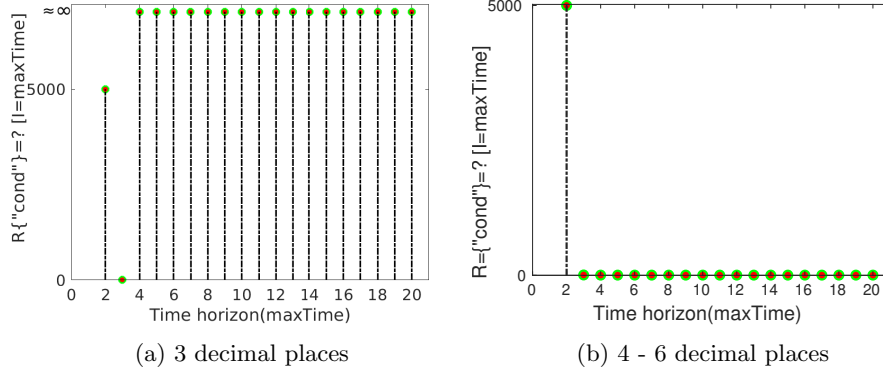 ≈∞
5000
0
R{"cond"}=? [I=maxTime]
0 2 4 6 8 10 12 14 16 18 20
Time horizon(maxTime)
(a) 3 decimal places
5000
0
R={"cond"}=? [I=maxTime]
0 2 4 6 8 10 12 14 16 18 20
Time horizon(maxTime)
(b) 4 - 6 decimal places